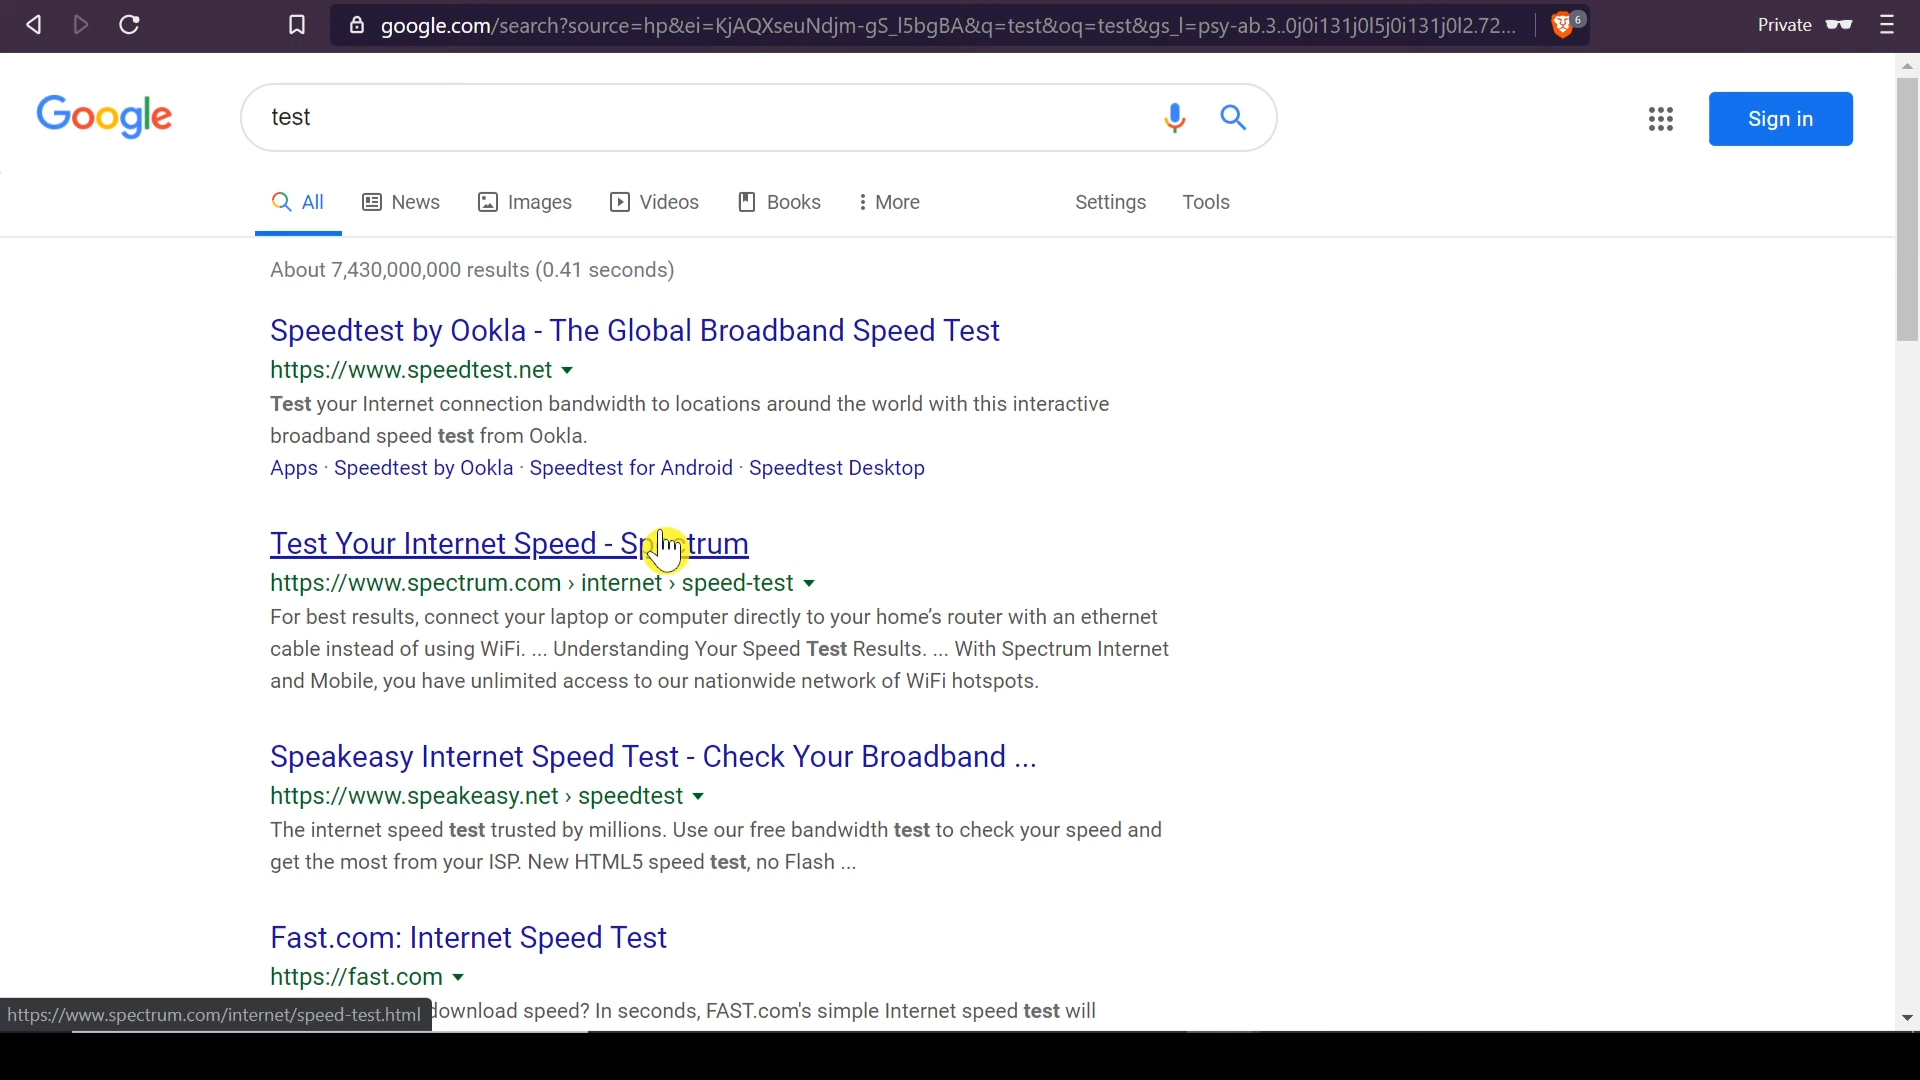 google.com/search?source=hp&ei=KjAQXseuNdjm-gS_l5bgBA&q=test&oq=test&gs_l=psy-ab.3..0j0i131j0l5j0i131j0l2.72... 6 Private
Google test Sign in
All News Images Videos Books More Settings Tools
About 7,430,000,000 results (0.41 seconds)
Speedtest by Ookla - The Global Broadband Speed Test
https://www.speedtest.net
Test your Internet connection bandwidth to locations around the world with this interactive
broadband speed test from Ookla.
Apps · Speedtest by Ookla · Speedtest for Android · Speedtest Desktop
Test Your Internet Speed - Spectrum
https://www.spectrum.com › internet › speed-test
For best results, connect your laptop or computer directly to your home's router with an ethernet
cable instead of using WiFi. ... Understanding Your Speed Test Results. ... With Spectrum Internet
and Mobile, you have unlimited access to our nationwide network of WiFi hotspots.
Speakeasy Internet Speed Test - Check Your Broadband ...
https://www.speakeasy.net › speedtest
The internet speed test trusted by millions. Use our free bandwidth test to check your speed and
get the most from your ISP. New HTML5 speed test, no Flash ...
Fast.com: Internet Speed Test
https://fast.com
download speed? In seconds, FAST.com's simple Internet speed test will
https://www.spectrum.com/internet/speed-test.html